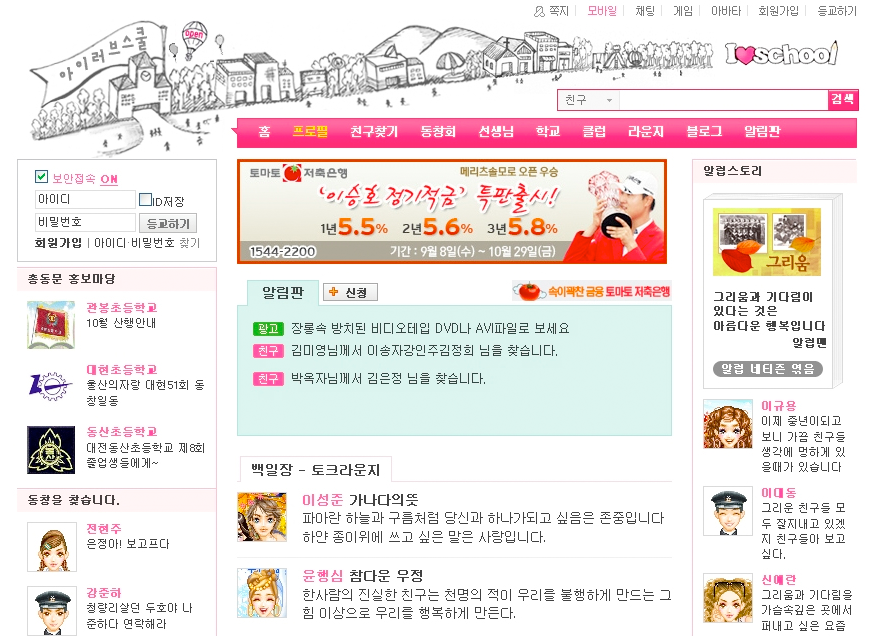 쪽지 모바일 채팅 게임 아바타 회원가입 등교하기
아이러브스쿨
open
I school
친구
검색
홈 프로필 친구찾기 동창회 선생님 학교 클럽 라운지 블로그 알림판
보안접속 ON
아이디
ID저장
비밀번호
등교하기
회원가입 | 아이디·비밀번호 찾기
총동문 홍보마당
관봉초등학교
10월 산행안내
대현초등학교
울산의자랑 대현51회 동
창일동
동산초등학교
대전동산초등학교 제8회
졸업생들에게~
동창을 찾습니다.
전현주
은정아! 보고프다
강준하
청량리살던 두호야 나
준하다 연락해라
토마토 저축은행
메리츠솔모로 오픈 우승
'이승호 정기적금' 특판출시!
1년5.5% 2년5.6% 3년5.8%
1544-2200
기간 : 9월 8일(수) ~ 10월 29일(금)
알림판
신청
속이꽉찬 금융 토마토 저축은행
광고 장롱속 방치된 비디오테입 DVD나 AVI파일로 보세요
친구 김미영님께서 이송자강인주김정희 님을 찾습니다.
친구 박옥자님께서 김은정 님을 찾습니다.
백일장 - 토크라운지
이성준 가나다의뜻
파아란 하늘과 구름처럼 당신과 하나가되고 싶음은 존중입니다
하얀 종이위에 쓰고 싶은 말은 사랑입니다.
윤행심 참다운 우정
한사람의 진실한 친구는 천명의 적이 우리를 불행하게 만드는 그
힘 이상으로 우리를 행복하게 만든다.
알럽스토리
그리움
그리움과 기다림이
있다는 것은
아름다운 행복입니다
알럽맨
알럽 네티즌 엮음
이규용
이제 중년이되고
보니 가끔 친구들
생각에 멍하게 있
을때가 있습니다
이대동
그리운 친구들 모
두 잘지내고 있겠
지 친구들아 보고
싶다.
신예란
그리움과 기다림을
가슴속깊은 곳에서
퍼내고 싶은 요즘